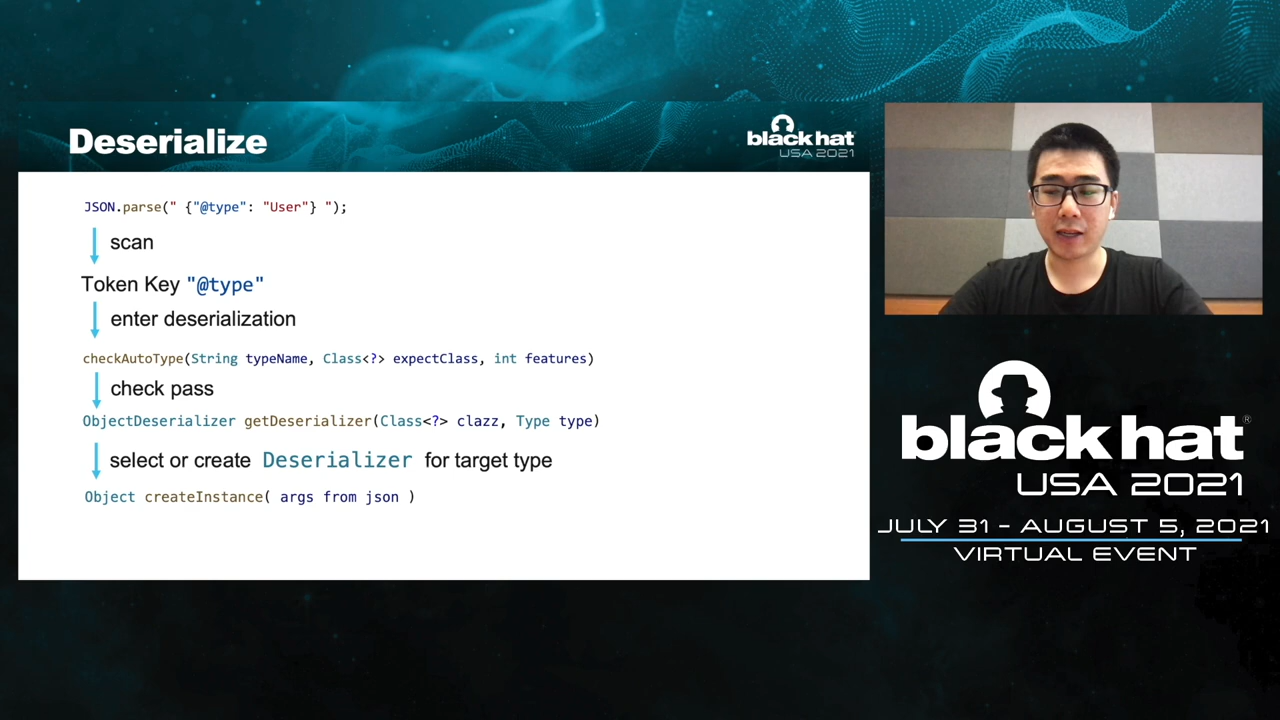 Deserialize
black hat
USA 2021
JSON.parse(" {"@type": "User"} ");
scan
Token Key "@type"
enter deserialization
checkAutoType(String typeName, Class<?> expectClass, int features)
check pass
ObjectDeserializer getDeserializer(Class<?> clazz, Type type)
select or create Deserializer for target type
Object createInstance( args from json )
black hat®
USA 2021
JULY 31 – AUGUST 5, 2021
VIRTUAL EVENT